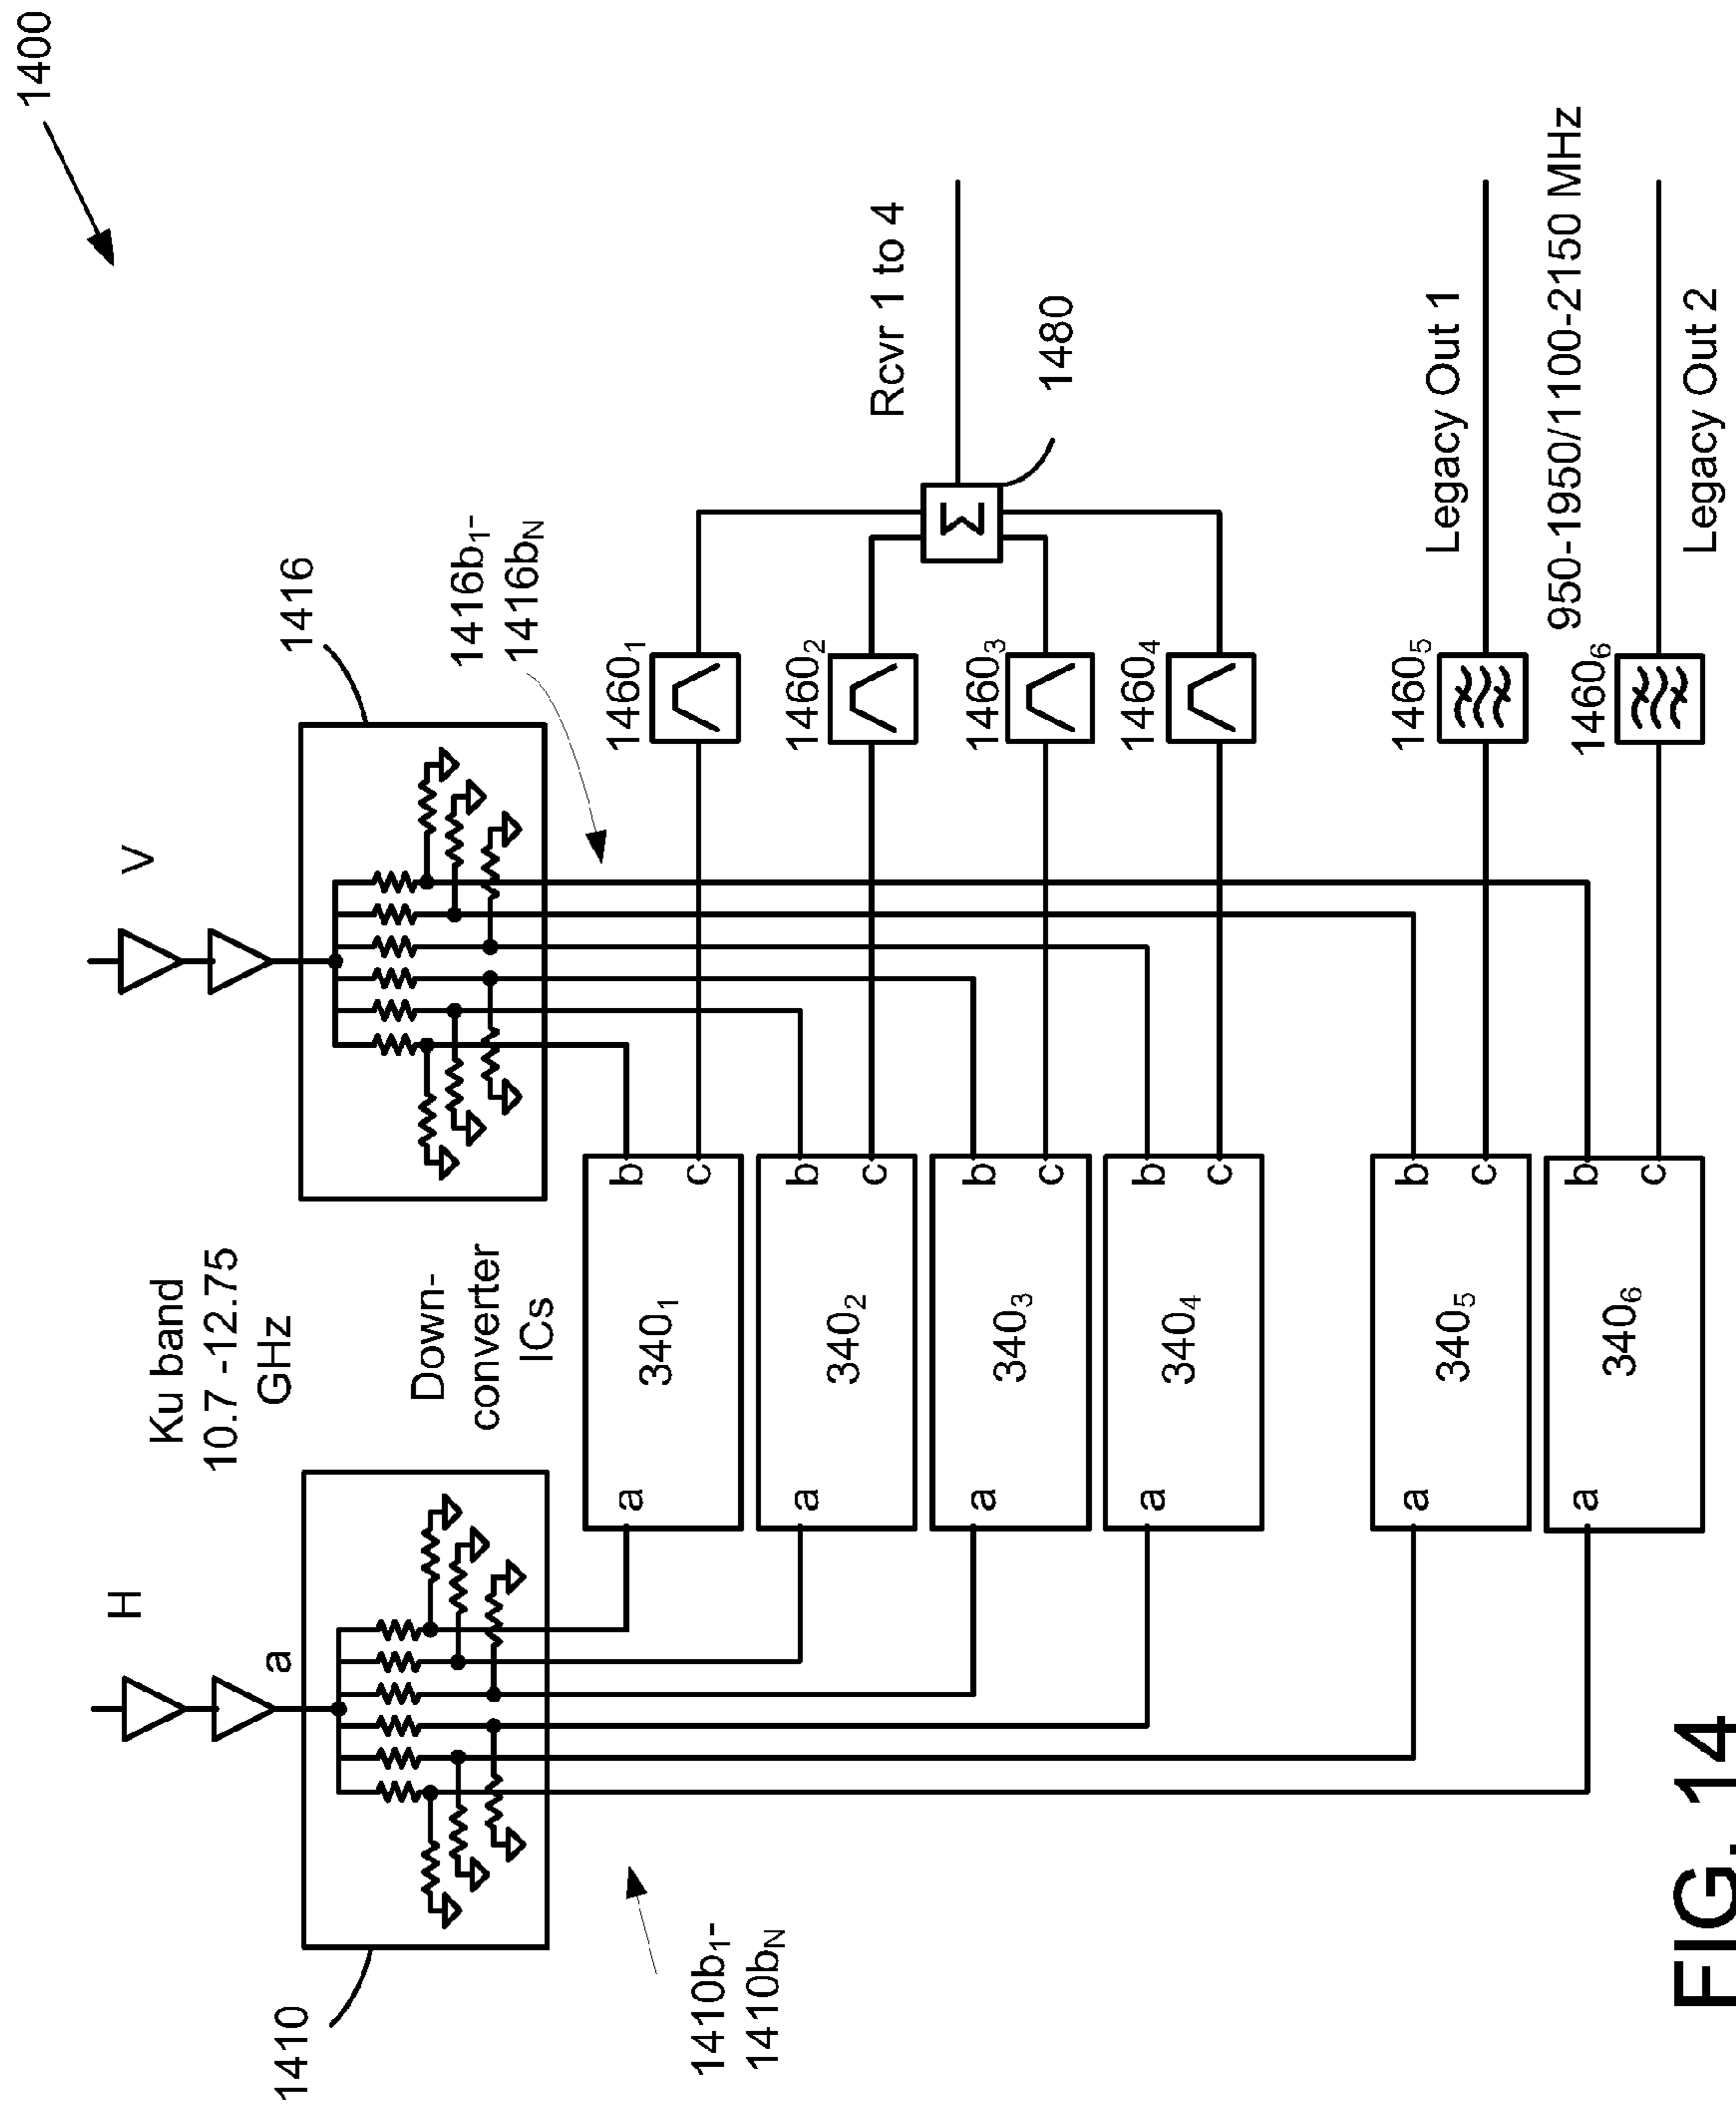 1400
H
V
Ku band
10.7 -12.75
GHz
a
1410
1416
1410b1-
1410bN
1416b1-
1416bN
Down-
converter
ICs
a
3401
b
c
14601
a
3402
b
c
14602
a
3403
b
c
14603
a
3404
b
c
14604
Σ
1480
Rcvr 1 to 4
a
3405
b
c
14605
Legacy Out 1
950-1950/1100-2150 MHz
a
3406
b
c
14606
Legacy Out 2
FIG. 14